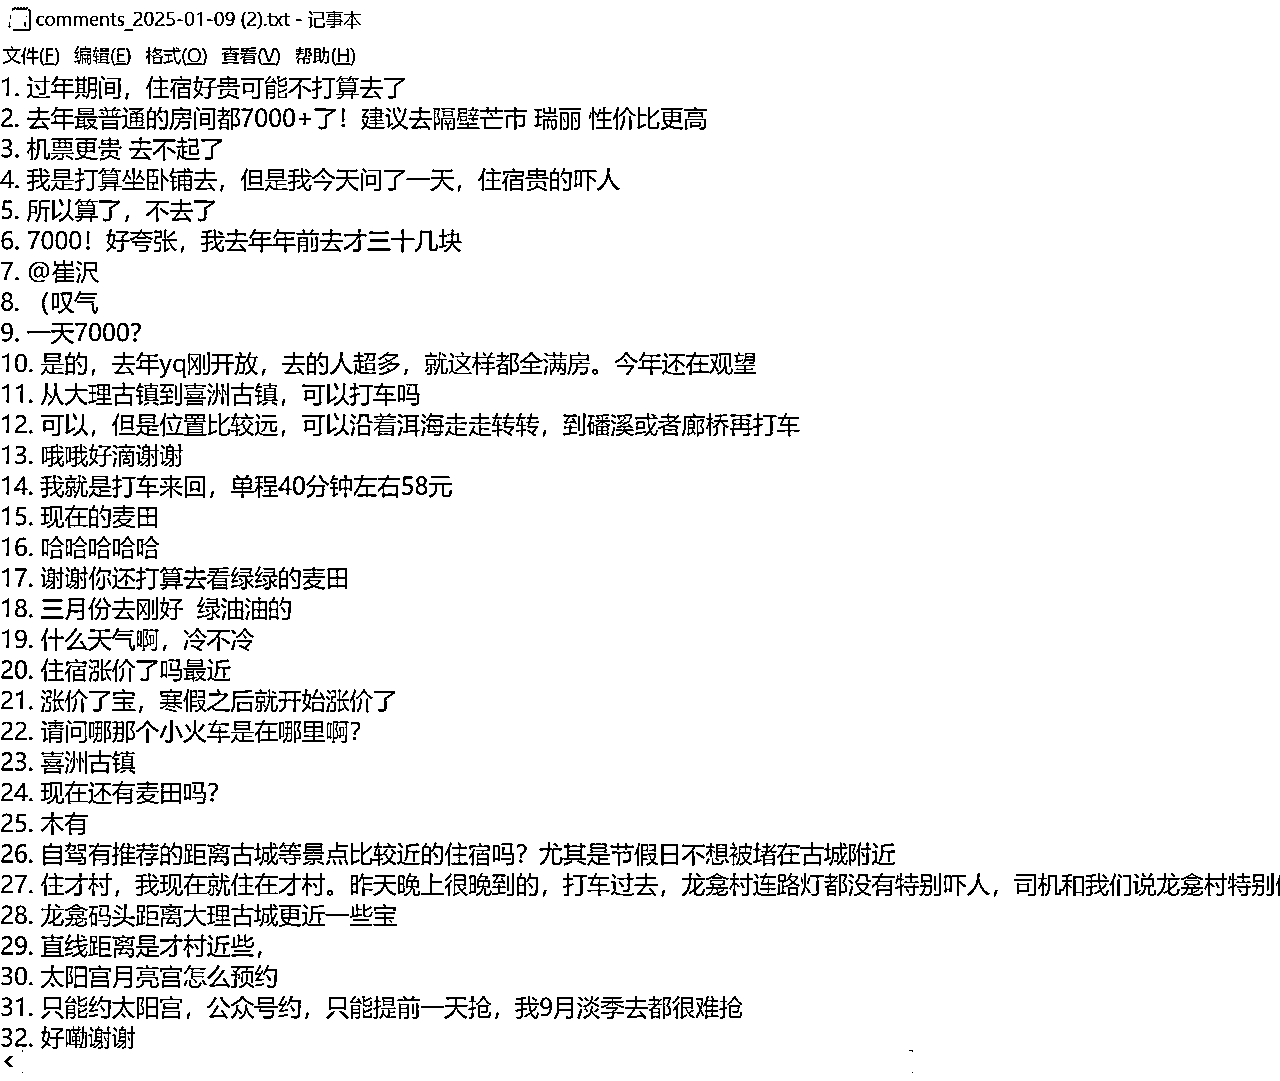 comments_2025-01-09 (2).txt - 记事本
文件(F) 编辑(E) 格式(O) 查看(V) 帮助(H)
1. 过年期间，住宿好贵可能不打算去了
2. 去年最普通的房间都7000+了！建议去隔壁芒市 瑞丽 性价比更高
3. 机票更贵 去不起了
4. 我是打算坐卧铺去，但是我今天问了一天，住宿贵的吓人
5. 所以算了，不去了
6. 7000！好夸张，我去年年前去才三十几块
7. @崔沢
8. （叹气
9. 一天7000？
10. 是的，去年yq刚开放，去的人超多，就这样都全满房。今年还在观望
11. 从大理古镇到喜洲古镇，可以打车吗
12. 可以，但是位置比较远，可以沿着洱海走走转转，到磻溪或者廊桥再打车
13. 哦哦好滴谢谢
14. 我就是打车来回，单程40分钟左右58元
15. 现在的麦田
16. 哈哈哈哈哈
17. 谢谢你还打算去看绿绿的麦田
18. 三月份去刚好  绿油油的
19. 什么天气啊，冷不冷
20. 住宿涨价了吗最近
21. 涨价了宝，寒假之后就开始涨价了
22. 请问哪那个小火车是在哪里啊？
23. 喜洲古镇
24. 现在还有麦田吗？
25. 木有
26. 自驾有推荐的距离古城等景点比较近的住宿吗？尤其是节假日不想被堵在古城附近
27. 住才村，我现在就住在才村。昨天晚上很晚到的，打车过去，龙龛村连路灯都没有特别吓人，司机和我们说龙龛村特别
28. 龙龛码头距离大理古城更近一些宝
29. 直线距离是才村近些，
30. 太阳宫月亮宫怎么预约
31. 只能约太阳宫，公众号约，只能提前一天抢，我9月淡季去都很难抢
32. 好嘞谢谢